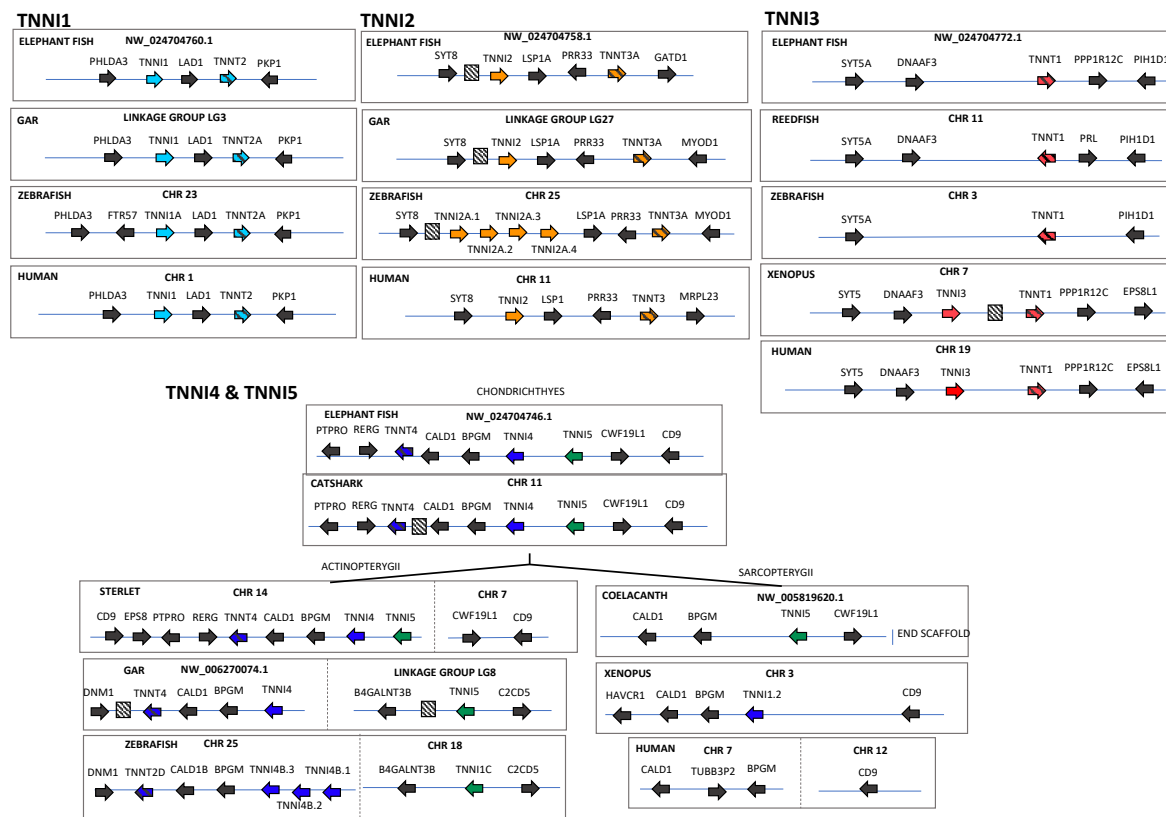 TNNI1
ELEPHANT FISH NW_024704760.1
PHLDA3 TNNI1 LAD1 TNNT2 PKP1
GAR LINKAGE GROUP LG3
PHLDA3 TNNI1 LAD1 TNNT2A PKP1
ZEBRAFISH CHR 23
PHLDA3 FTR57 TNNI1A LAD1 TNNT2A PKP1
HUMAN CHR 1
PHLDA3 TNNI1 LAD1 TNNT2 PKP1
TNNI2
ELEPHANT FISH NW_024704758.1
SYT8 TNNI2 LSP1A PRR33 TNNT3A GATD1
GAR LINKAGE GROUP LG27
SYT8 TNNI2 LSP1A PRR33 TNNT3A MYOD1
ZEBRAFISH CHR 25
SYT8 TNNI2A.1 TNNI2A.3 LSP1A PRR33 TNNT3A MYOD1
TNNI2A.2 TNNI2A.4
HUMAN CHR 11
SYT8 TNNI2 LSP1 PRR33 TNNT3 MRPL23
TNNI3
ELEPHANT FISH NW_024704772.1
SYT5A DNAAF3 TNNT1 PPP1R12C PIH1D1
REEDFISH CHR 11
SYT5A DNAAF3 TNNT1 PRL PIH1D1
ZEBRAFISH CHR 3
SYT5A TNNT1 PIH1D1
XENOPUS CHR 7
SYT5 DNAAF3 TNNI3 TNNT1 PPP1R12C EPS8L1
HUMAN CHR 19
SYT5 DNAAF3 TNNI3 TNNT1 PPP1R12C EPS8L1
TNNI4 & TNNI5
CHONDRICHTHYES
ELEPHANT FISH NW_024704746.1
PTPRO RERG TNNT4 CALD1 BPGM TNNI4 TNNI5 CWF19L1 CD9
CATSHARK CHR 11
PTPRO RERG TNNT4 CALD1 BPGM TNNI4 TNNI5 CWF19L1 CD9
ACTINOPTERYGII
STERLET CHR 14 CHR 7
CD9 EPS8 PTPRO RERG TNNT4 CALD1 BPGM TNNI4 TNNI5 CWF19L1 CD9
GAR NW_006270074.1 LINKAGE GROUP LG8
DNM1 TNNT4 CALD1 BPGM TNNI4 B4GALNT3B TNNI5 C2CD5
ZEBRAFISH CHR 25 CHR 18
DNM1 TNNT2D CALD1B BPGM TNNI4B.3 TNNI4B.1 B4GALNT3B TNNI1C C2CD5
TNNI4B.2
SARCOPTERYGII
COELACANTH NW_005819620.1
CALD1 BPGM TNNI5 CWF19L1
END SCAFFOLD
XENOPUS CHR 3
HAVCR1 CALD1 BPGM TNNI1.2 CD9
HUMAN CHR 7 CHR 12
CALD1 TUBB3P2 BPGM CD9